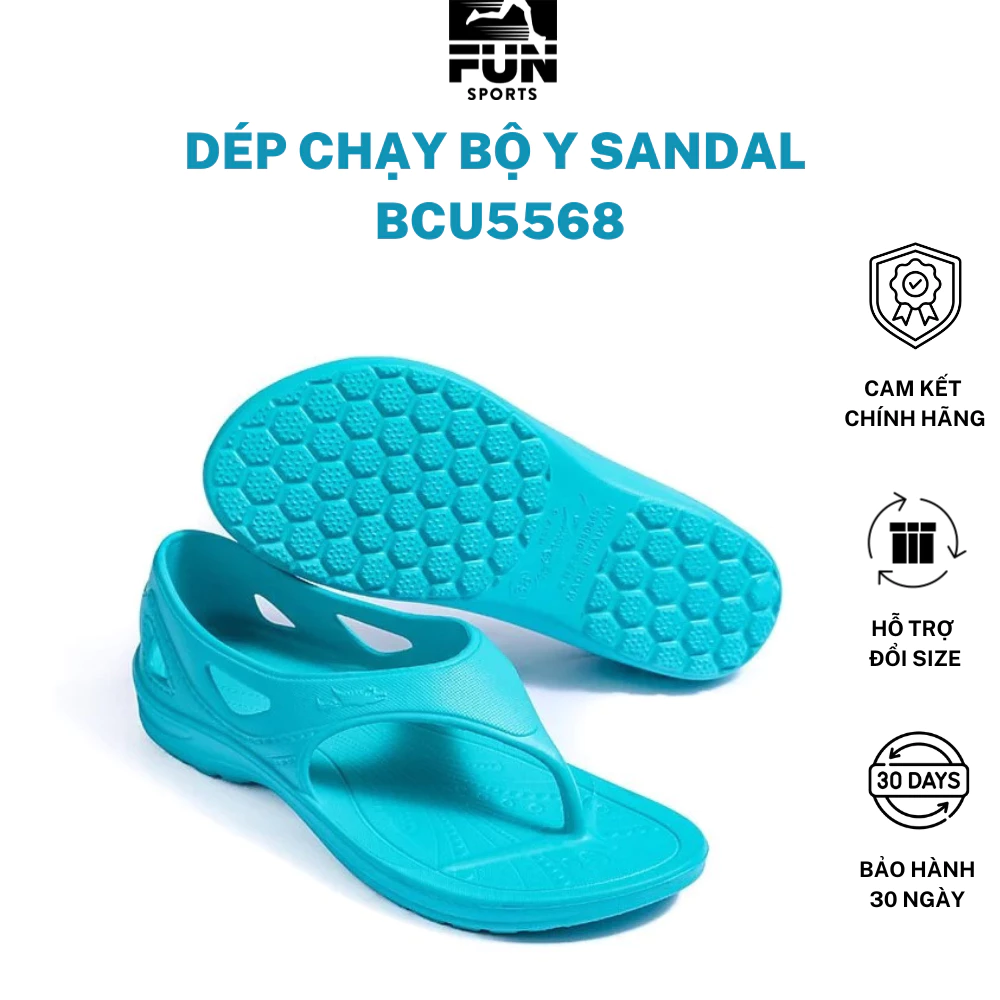 FUN
SPORTS
DÉP CHẠY BỘ Y SANDAL
BCU5568
CAM KẾT
CHÍNH HÃNG
HỖ TRỢ
ĐỔI SIZE
30 DAYS
BẢO HÀNH
30 NGÀY